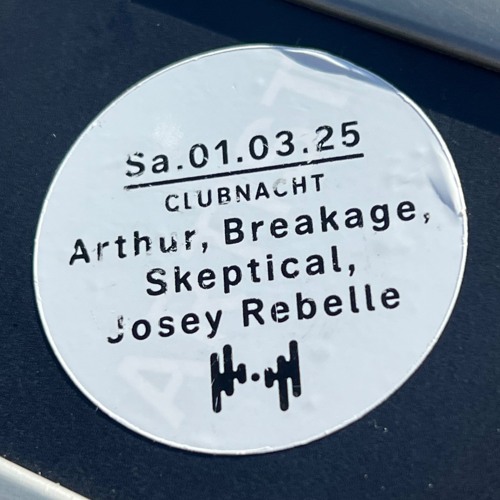 Sa.01.03.25
CLUBNACHT
Arthur, Breakage,
Skeptical,
Josey Rebelle